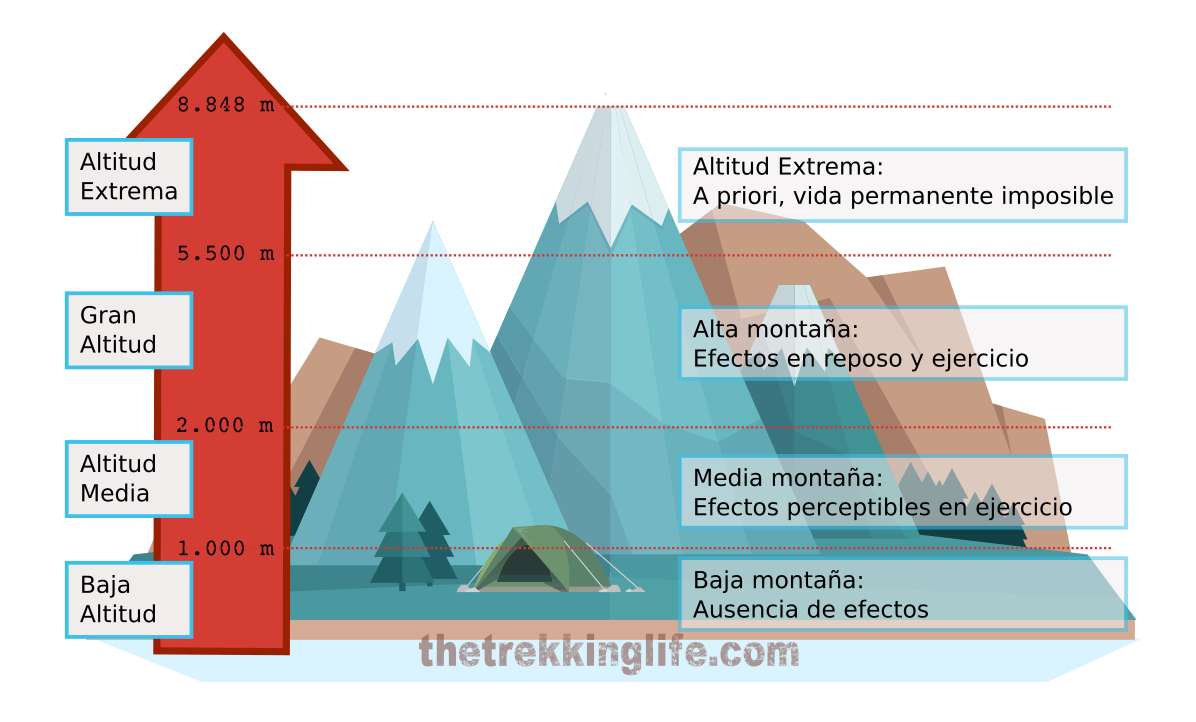 8.848 m
Altitud
Extrema
Altitud Extrema:
A priori, vida permanente imposible
5.500 m
Gran
Altitud
Alta montaña:
Efectos en reposo y ejercicio
2.000 m
Altitud
Media
Media montaña:
Efectos perceptibles en ejercicio
1.000 m
Baja
Altitud
Baja montaña:
Ausencia de efectos
thetrekkinglife.com